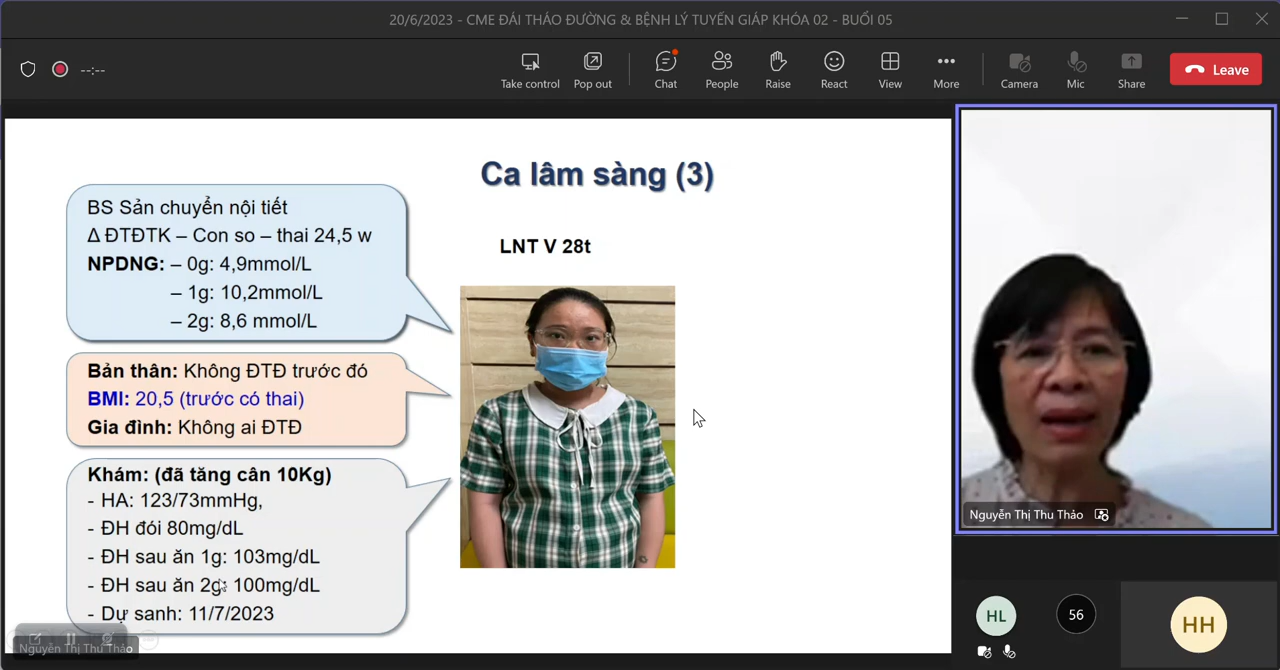 20/6/2023 - CME ĐÁI THÁO ĐƯỜNG & BỆNH LÝ TUYẾN GIÁP KHÓA 02 - BUỔI 05
--:--
Take control
Pop out
Chat
People
Raise
React
View
More
Camera
Mic
Share
Leave
Ca lâm sàng (3)
BS Sản chuyển nội tiết
Δ ĐTĐTK – Con so – thai 24,5 w
NPDNG: – 0g: 4,9mmol/L
– 1g: 10,2mmol/L
– 2g: 8,6 mmol/L
LNT V 28t
Bản thân: Không ĐTĐ trước đó
BMI: 20,5 (trước có thai)
Gia đình: Không ai ĐTĐ
Khám: (đã tăng cân 10Kg)
- HA: 123/73mmHg,
- ĐH đói 80mg/dL
- ĐH sau ăn 1g: 103mg/dL
- ĐH sau ăn 2g: 100mg/dL
- Dự sanh: 11/7/2023
Nguyễn Thị Thu Thảo
Nguyễn Thị Thu Thảo
HL
56
HH